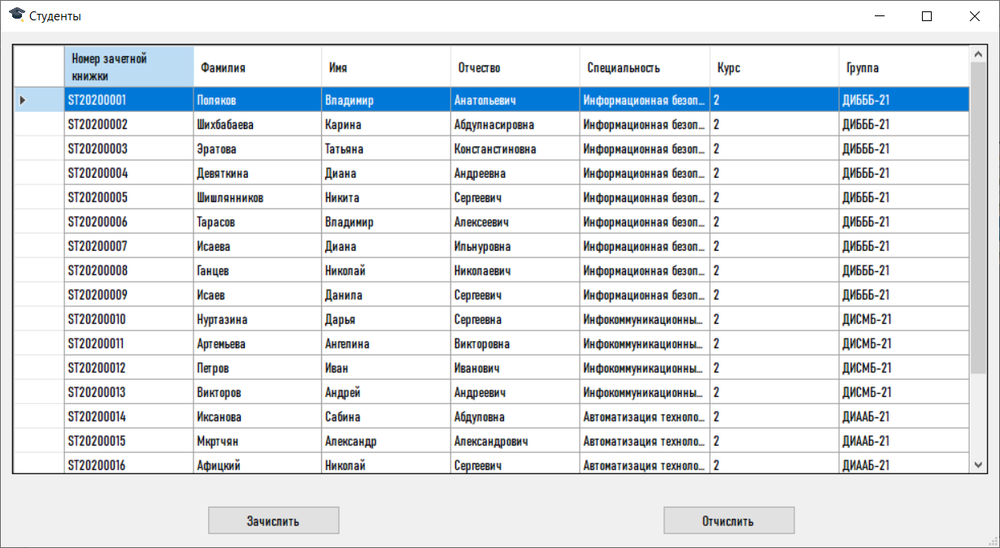 Студенты
Номер зачетной книжки Фамилия Имя Отчество Специальность Курс Группа
ST20200001 Поляков Владимир Анатольевич Информационная безоп... 2 ДИБББ-21
ST20200002 Шихбабаева Карина Абдулнасировна Информационная безоп... 2 ДИБББ-21
ST20200003 Эратова Татьяна Констанстиновна Информационная безоп... 2 ДИБББ-21
ST20200004 Девяткина Диана Андреевна Информационная безоп... 2 ДИБББ-21
ST20200005 Шишлянников Никита Сергеевич Информационная безоп... 2 ДИБББ-21
ST20200006 Тарасов Владимир Алексеевич Информационная безоп... 2 ДИБББ-21
ST20200007 Исаева Диана Ильнуровна Информационная безоп... 2 ДИБББ-21
ST20200008 Ганцев Николай Николаевич Информационная безоп... 2 ДИБББ-21
ST20200009 Исаев Данила Сергеевич Информационная безоп... 2 ДИБББ-21
ST20200010 Нуртазина Дарья Сергеевна Инфокоммуникационны... 2 ДИСМБ-21
ST20200011 Артемьева Ангелина Викторовна Инфокоммуникационны... 2 ДИСМБ-21
ST20200012 Петров Иван Иванович Инфокоммуникационны... 2 ДИСМБ-21
ST20200013 Викторов Андрей Андреевич Инфокоммуникационны... 2 ДИСМБ-21
ST20200014 Иксанова Сабина Абдуловна Автоматизация техноло... 2 ДИААБ-21
ST20200015 Мкртчян Александр Александрович Автоматизация техноло... 2 ДИААБ-21
ST20200016 Афицкий Николай Сергеевич Автоматизация техноло... 2 ДИААБ-21
Зачислить Отчислить